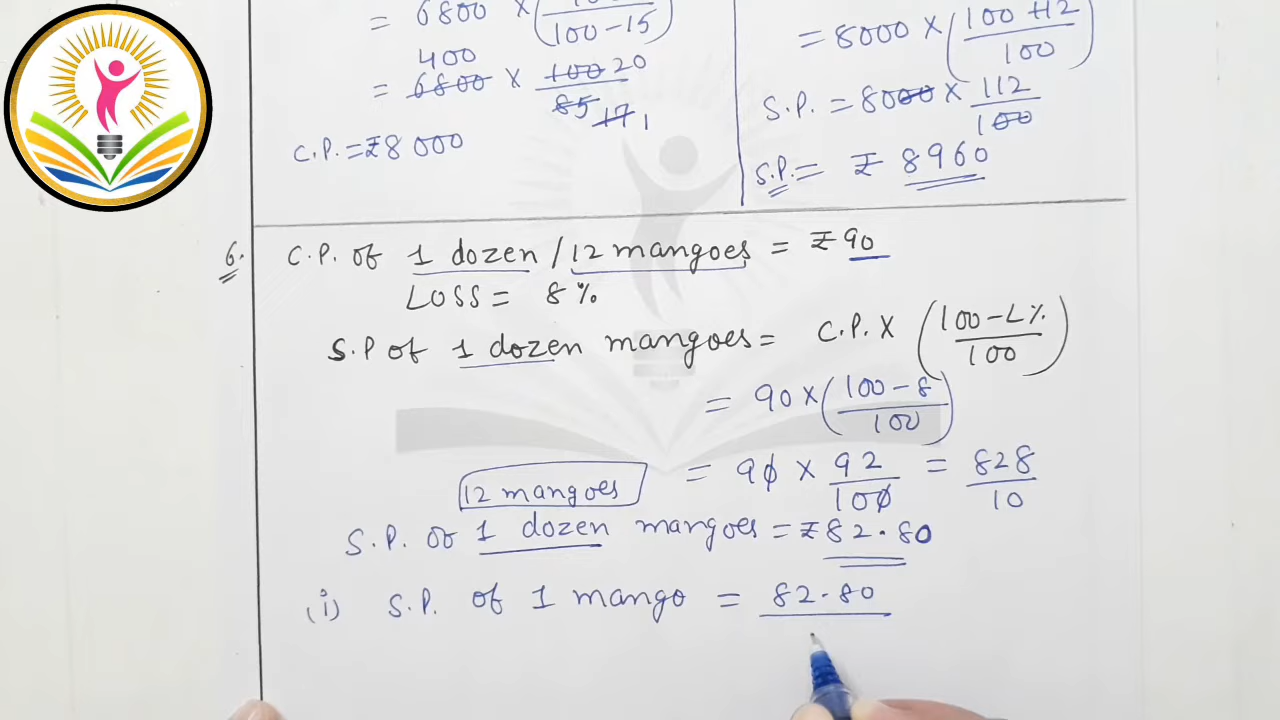 = 6800 × (100/100-15)
400
= 6800 × 100 20/85 17 1
C.P. = ₹8000
= 8000 × (100+12/100)
S.P. = 8000 × 112/100
S.P. = ₹ 8960
6. C.P. of 1 dozen / 12 mangoes = ₹90
LOSS = 8%
S.P of 1 dozen mangoes = C.P. × (100-L%/100)
= 90 × (100-8/100)
12 mangoes = 90 × 92/100 = 828/10
S.P. of 1 dozen mangoes = ₹82.80
(i) S.P. of 1 mango = 82.80